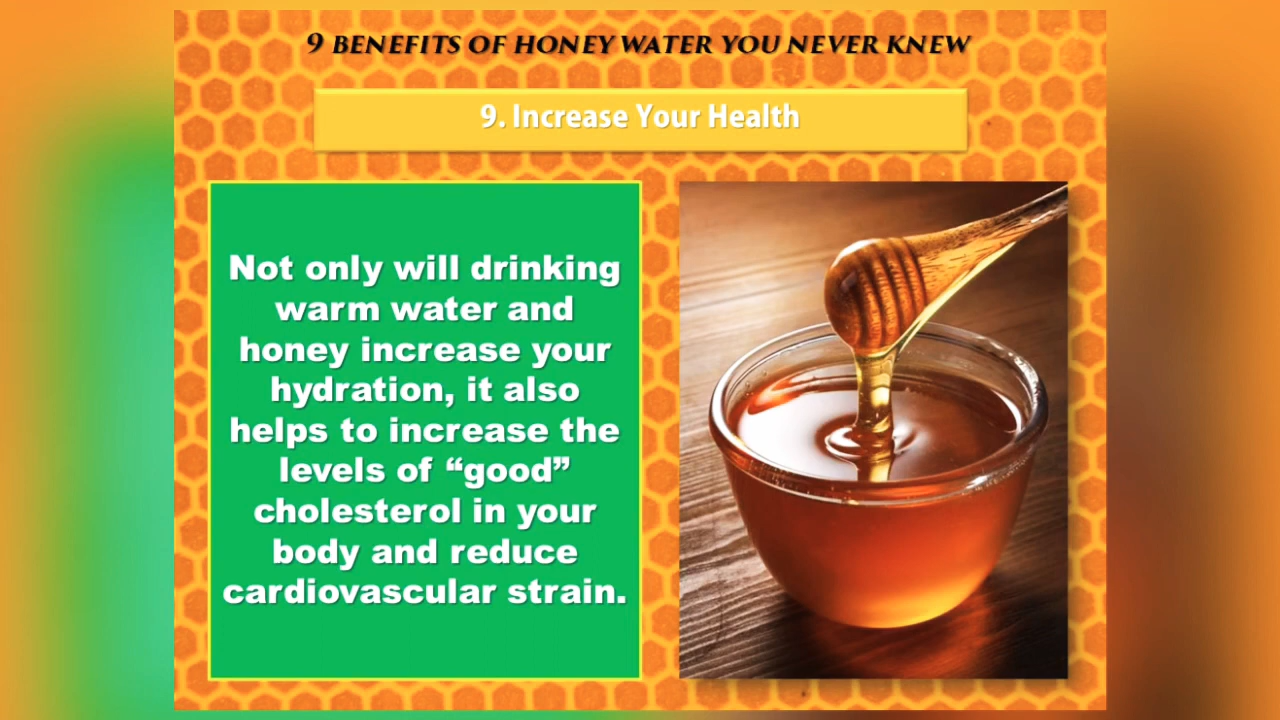 9 BENEFITS OF HONEY WATER YOU NEVER KNEW
9. Increase Your Health
Not only will drinking
warm water and
honey increase your
hydration, it also
helps to increase the
levels of “good”
cholesterol in your
body and reduce
cardiovascular strain.